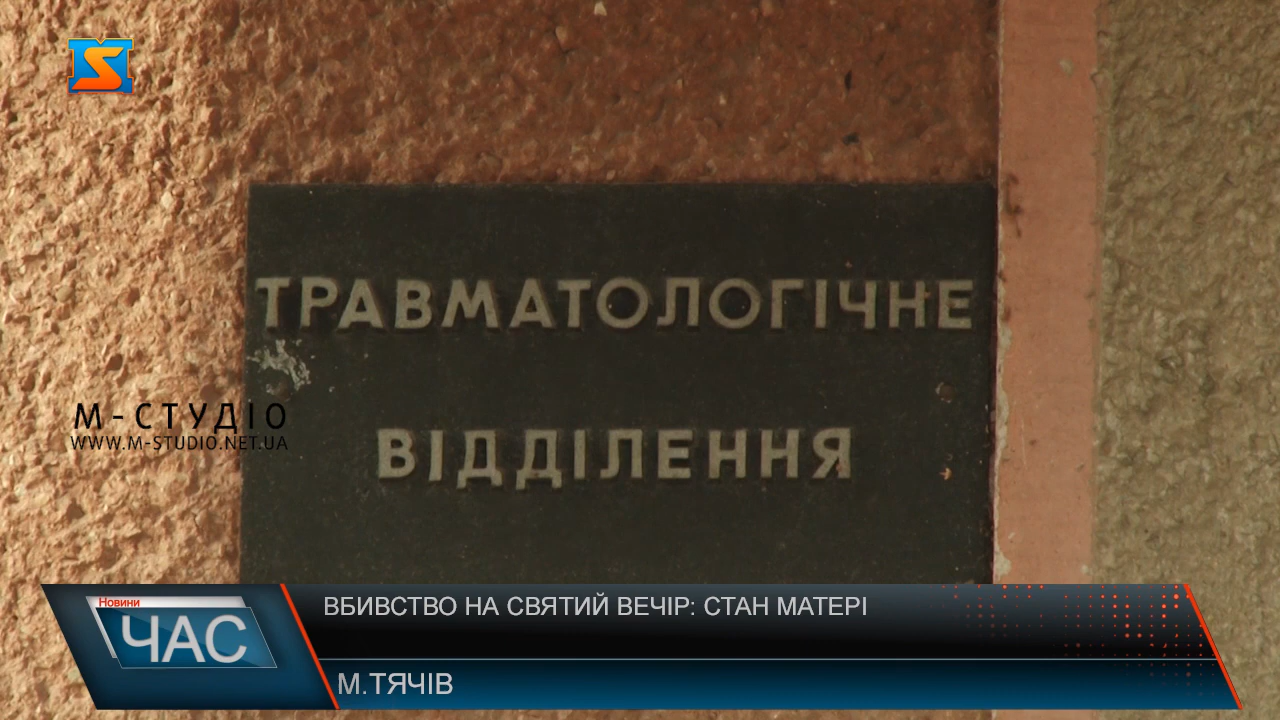 ТРАВМАТОЛОГІЧНЕ
ВІДДІЛЕННЯ
М-СТУДІО
WWW.M-STUDIO.NET.UA
Новини
ЧАС
ВБИВСТВО НА СВЯТИЙ ВЕЧІР: СТАН МАТЕРІ
М.ТЯЧІВ